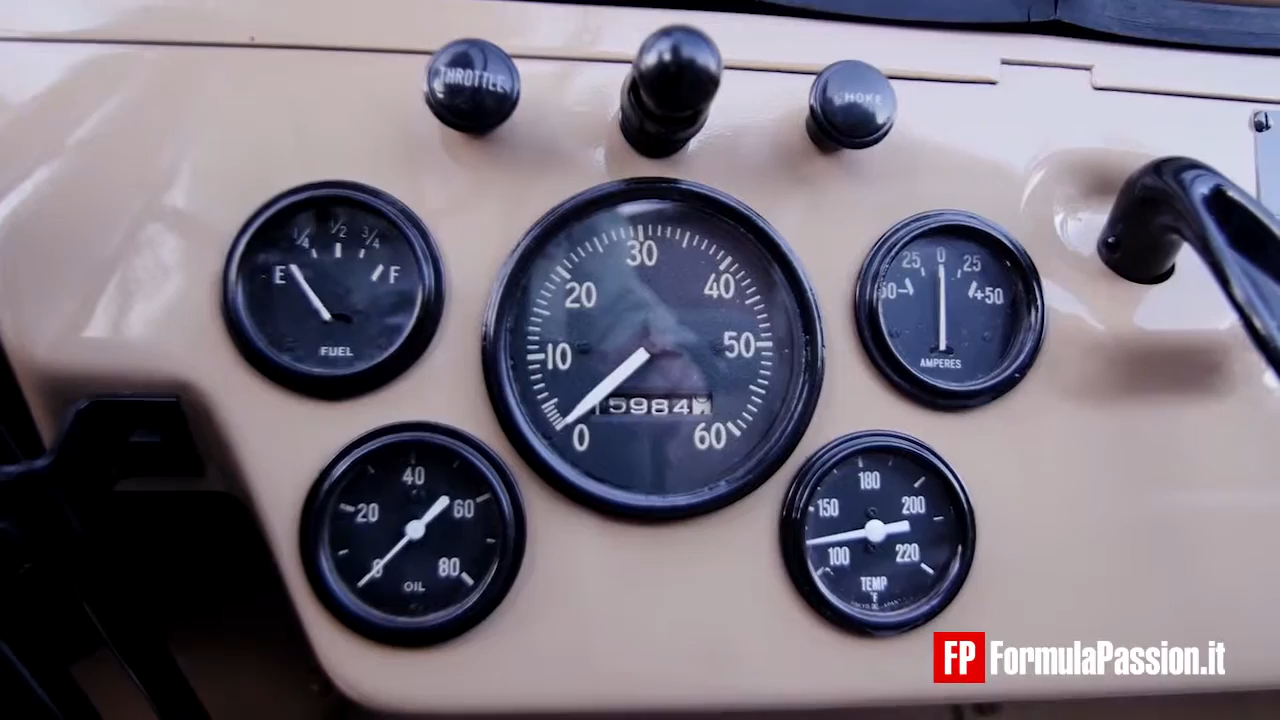 THROTTLE
CHOKE
1/4 1/2 3/4
E F
FUEL
0 10 20 30 40 50 60
15984
25 0 25
50- +50
AMPERES
0 20 40 60 80
OIL
100 150 180 200 220
TEMP
°F
FP FormulaPassion.it